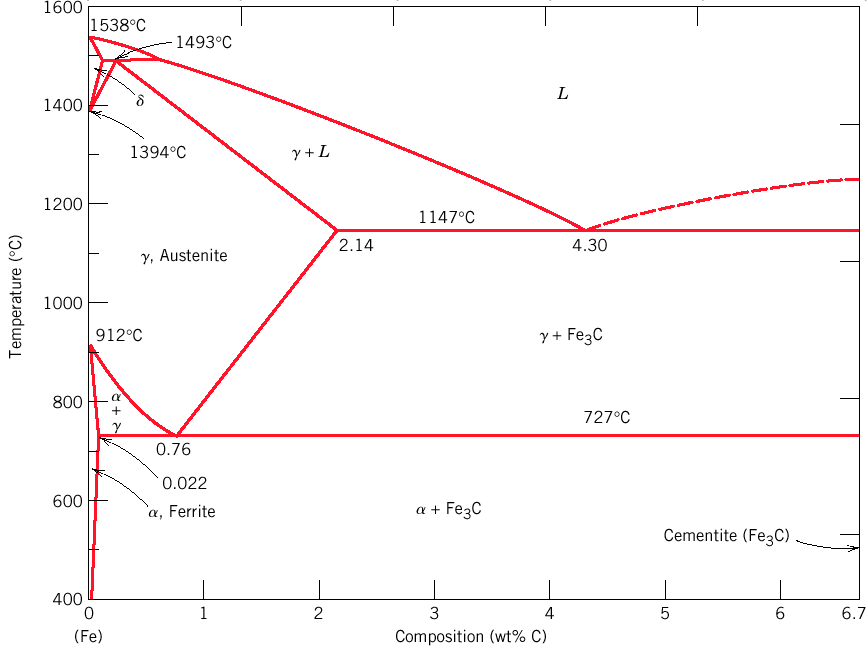 1600
1538°C
1493°C
1400
δ
L
1394°C
γ + L
1200
1147°C
2.14
4.30
γ, Austenite
Temperature (°C)
1000
γ + Fe3C
912°C
800
α
+
γ
727°C
0.76
0.022
600
α, Ferrite
α + Fe3C
Cementite (Fe3C)
400
0 1 2 3 4 5 6 6.7
(Fe)
Composition (wt% C)